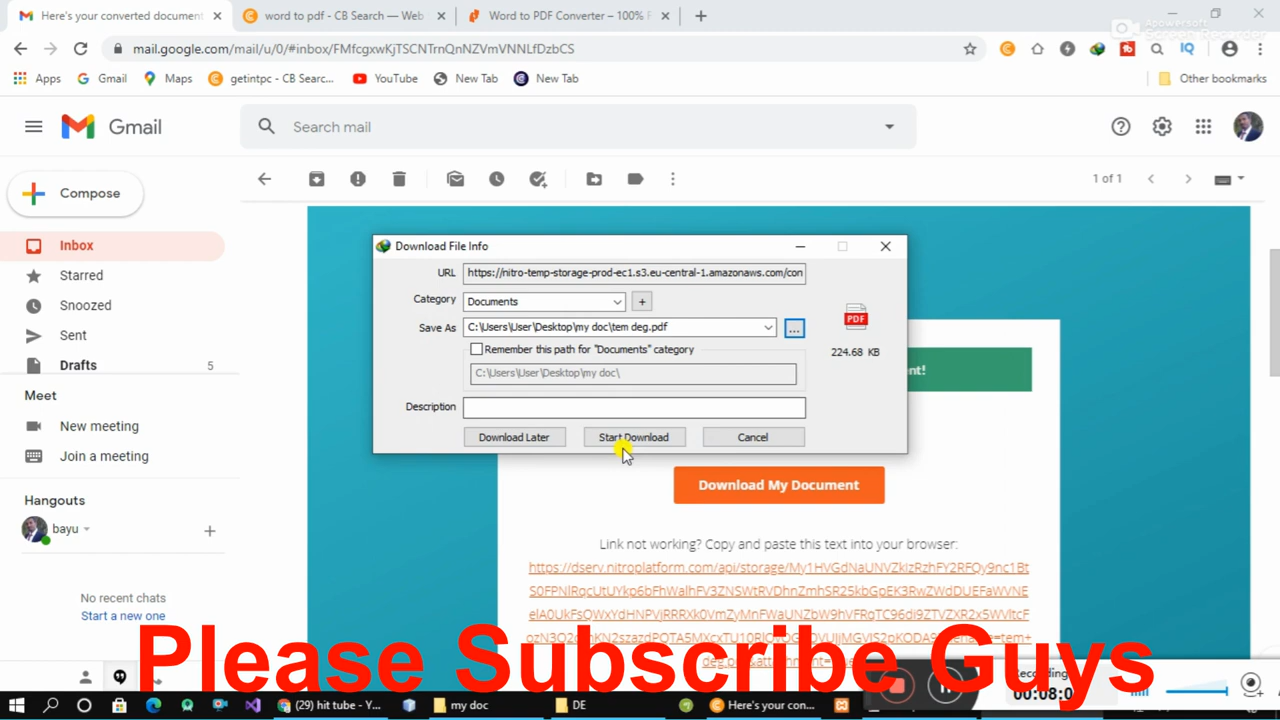 Here's your converted document
word to pdf - CB Search — Web
Word to PDF Converter – 100% F
Apowersoft
Screen Recorder
mail.google.com/mail/u/0/#inbox/FMfcgxwKjTSCNTrnQnNZVmVNNLfDzbCS
Apps
Gmail
Maps
getintpc - CB Searc...
YouTube
New Tab
New Tab
Other bookmarks
Gmail
Search mail
Compose
1 of 1
Inbox
Starred
Snoozed
Sent
Drafts
5
Meet
New meeting
Join a meeting
Hangouts
bayu
No recent chats
Start a new one
Download File Info
URL
https://nitro-temp-storage-prod-ec1.s3.eu-central-1.amazonaws.com/con
Category
Documents
+
Save As
C:\Users\User\Desktop\my doc\tem deg.pdf
...
PDF
224.68 KB
Remember this path for "Documents" category
C:\Users\User\Desktop\my doc\
Description
Download Later
Start Download
Cancel
Download My Document
Link not working? Copy and paste this text into your browser:
https://dserv.nitroplatform.com/api/storage/
Please Subscribe Guys
Recording
00:08:0
(29) hit tube - Y...
my doc
DE
Here's your con...